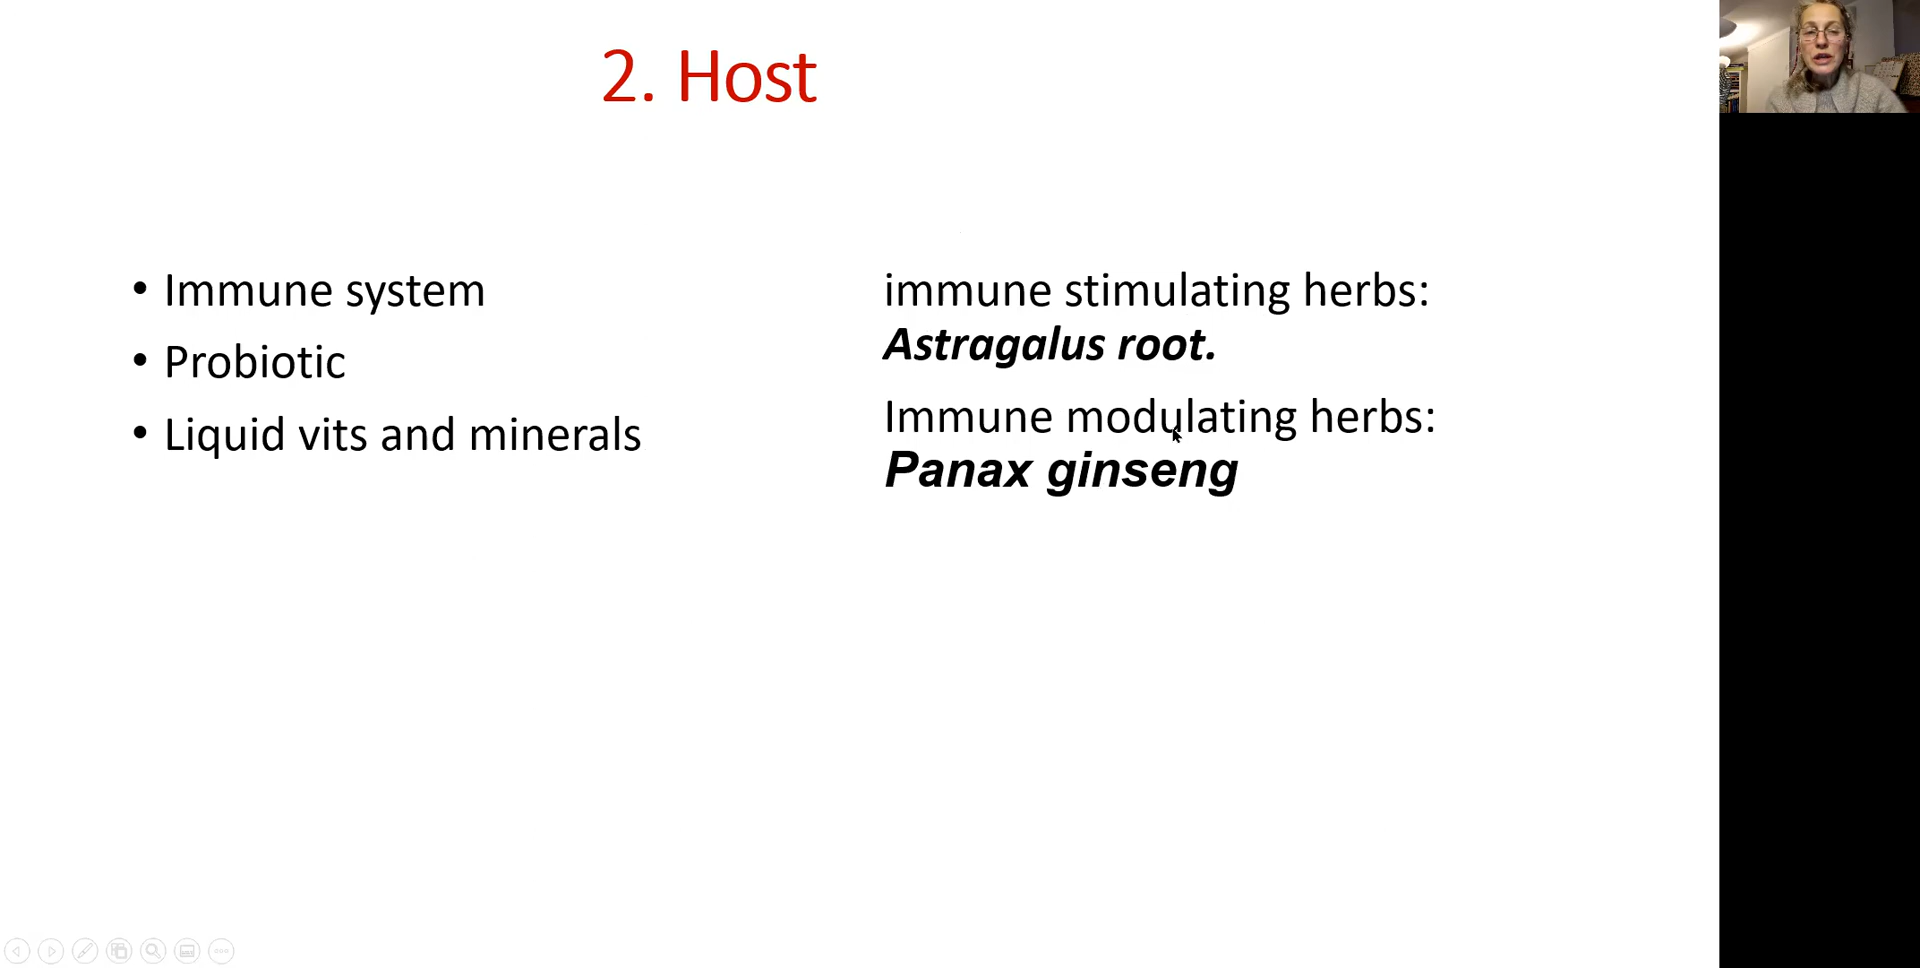 2. Host
• Immune system
• Probiotic
• Liquid vits and minerals
immune stimulating herbs:
Astragalus root.
Immune modulating herbs:
Panax ginseng